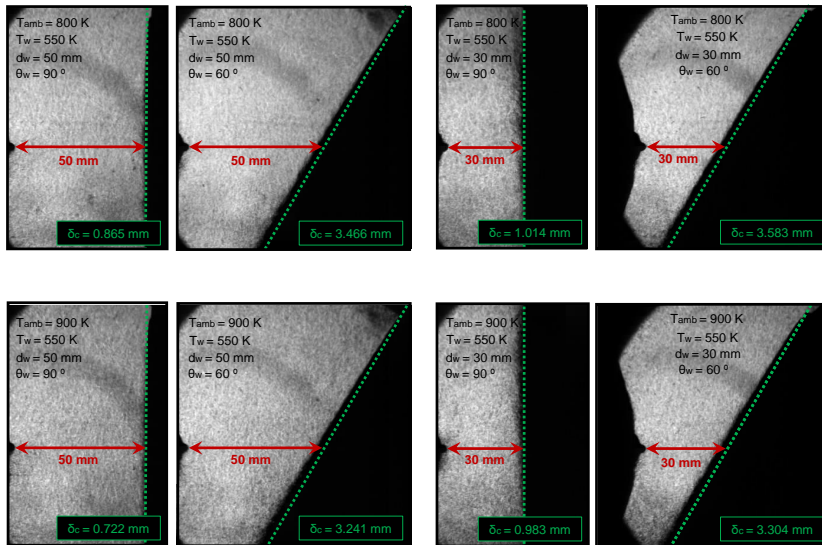 Tamb = 800 K
Tw = 550 K
dw = 50 mm
θw = 90 º
50 mm
δc = 0.865 mm
Tamb = 800 K
Tw = 550 K
dw = 50 mm
θw = 60 º
50 mm
δc = 3.466 mm
Tamb = 800 K
Tw = 550 K
dw = 30 mm
θw = 90 º
30 mm
δc = 1.014 mm
Tamb = 800 K
Tw = 550 K
dw = 30 mm
θw = 60 º
30 mm
δc = 3.583 mm
Tamb = 900 K
Tw = 550 K
dw = 50 mm
θw = 90 º
50 mm
δc = 0.722 mm
Tamb = 900 K
Tw = 550 K
dw = 50 mm
θw = 60 º
50 mm
δc = 3.241 mm
Tamb = 900 K
Tw = 550 K
dw = 30 mm
θw = 90 º
30 mm
δc = 0.983 mm
Tamb = 900 K
Tw = 550 K
dw = 30 mm
θw = 60 º
30 mm
δc = 3.304 mm